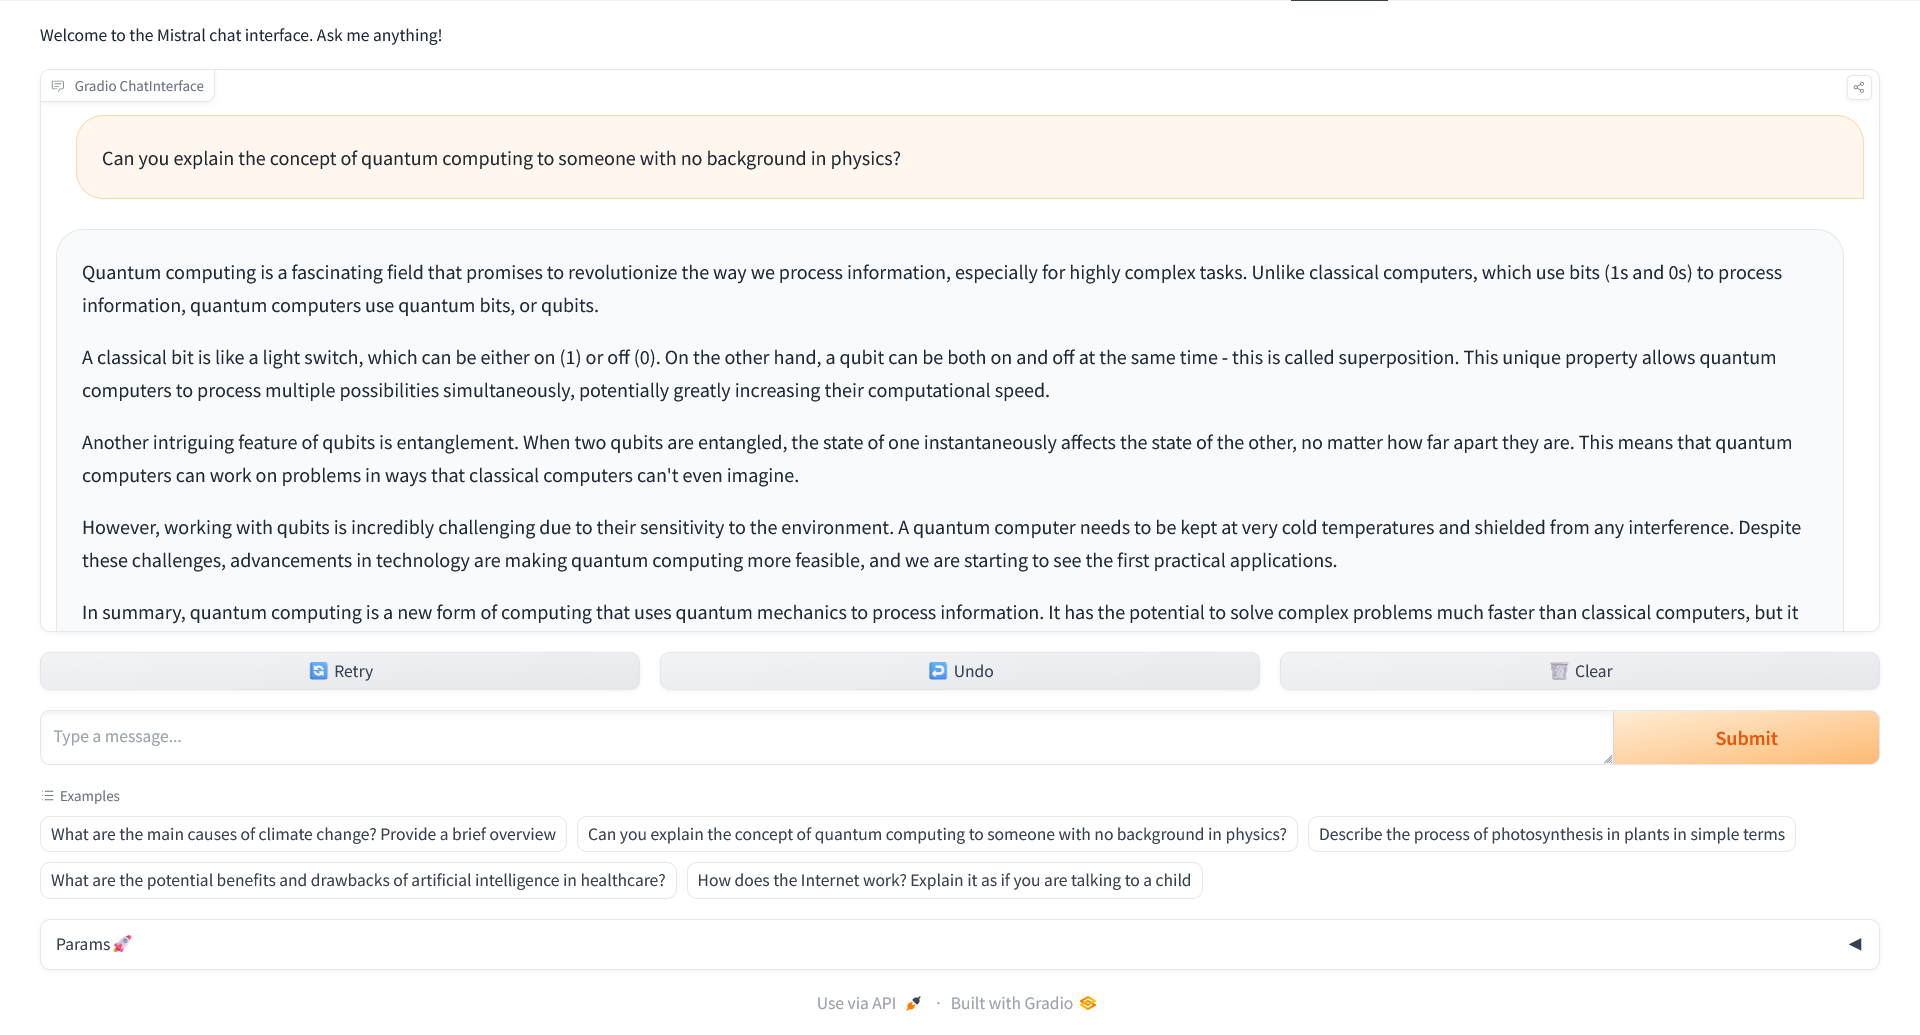 Welcome to the Mistral chat interface. Ask me anything!
Gradio ChatInterface
Can you explain the concept of quantum computing to someone with no background in physics?
Quantum computing is a fascinating field that promises to revolutionize the way we process information, especially for highly complex tasks. Unlike classical computers, which use bits (1s and 0s) to process
information, quantum computers use quantum bits, or qubits.
A classical bit is like a light switch, which can be either on (1) or off (0). On the other hand, a qubit can be both on and off at the same time - this is called superposition. This unique property allows quantum
computers to process multiple possibilities simultaneously, potentially greatly increasing their computational speed.
Another intriguing feature of qubits is entanglement. When two qubits are entangled, the state of one instantaneously affects the state of the other, no matter how far apart they are. This means that quantum
computers can work on problems in ways that classical computers can't even imagine.
However, working with qubits is incredibly challenging due to their sensitivity to the environment. A quantum computer needs to be kept at very cold temperatures and shielded from any interference. Despite
these challenges, advancements in technology are making quantum computing more feasible, and we are starting to see the first practical applications.
In summary, quantum computing is a new form of computing that uses quantum mechanics to process information. It has the potential to solve complex problems much faster than classical computers, but it
Retry
Undo
Clear
Type a message...
Submit
Examples
What are the main causes of climate change? Provide a brief overview
Can you explain the concept of quantum computing to someone with no background in physics?
Describe the process of photosynthesis in plants in simple terms
What are the potential benefits and drawbacks of artificial intelligence in healthcare?
How does the Internet work? Explain it as if you are talking to a child
Params🚀
Use via API · Built with Gradio